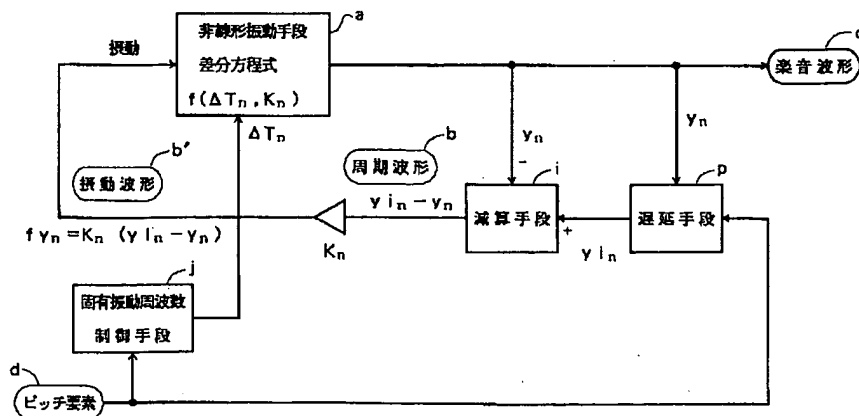 a
非線形振動手段
差分方程式
f(ΔTn,Kn)
摂動
c
楽音波形
ΔTn
yn
−
yn
b
周期波形
i
p
b′
摂動波形
yin−yn
減算手段
+
遅延手段
yin
Kn
fyn=Kn(yin−yn)
j
固有振動周波数
制御手段
d
ピッチ要素